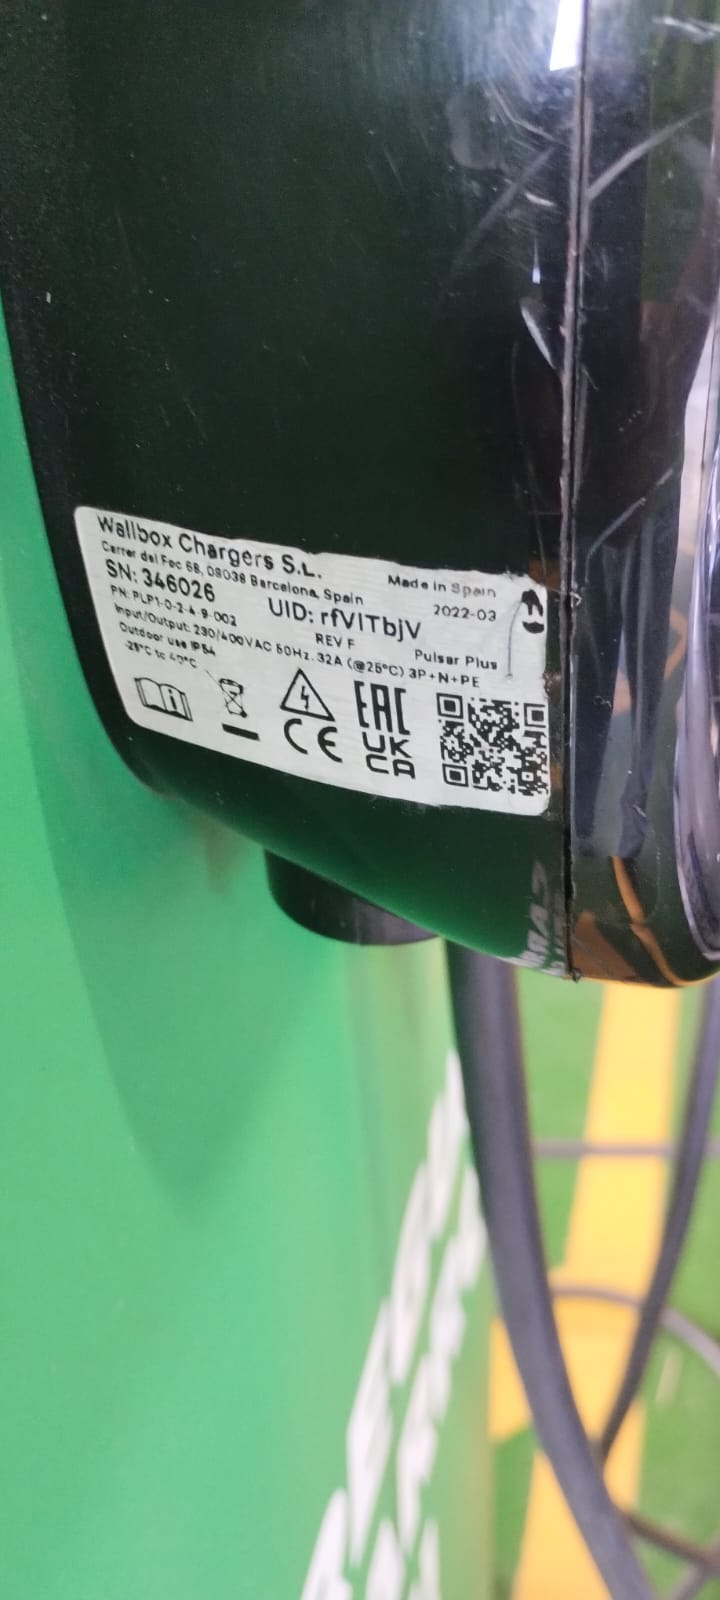 Wallbox Chargers S.L.
Carrer del Foc 68, 08038 Barcelona, Spain
Made in Spain
SN: 346026
UID: rfVITbjV
2022-03
PN: PLP1-0-2-4-9-002
REV F
Pulsar Plus
Input/Output: 230/400VAC 50Hz. 32A (@25°C) 3P+N+PE
Outdoor use IP54
-25°C to 40°C
CE
EAC
UK
CA